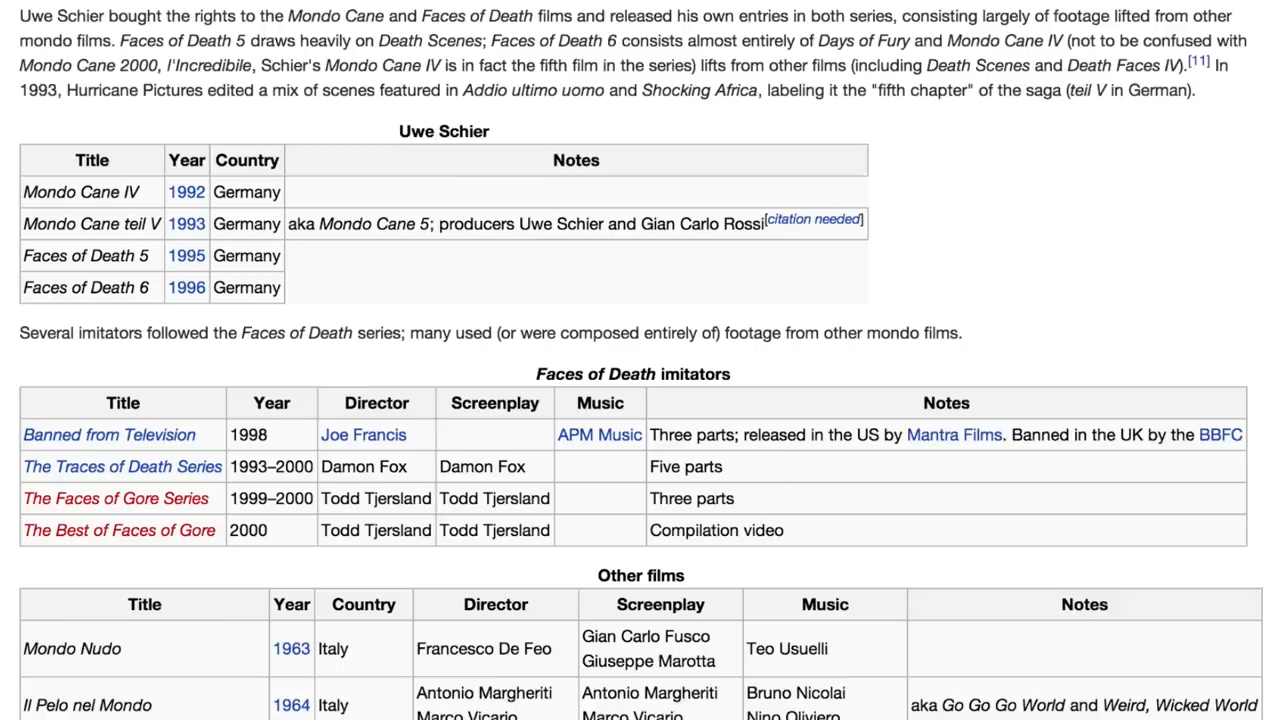 Uwe Schier bought the rights to the Mondo Cane and Faces of Death films and released his own entries in both series, consisting largely of footage lifted from other
mondo films. Faces of Death 5 draws heavily on Death Scenes; Faces of Death 6 consists almost entirely of Days of Fury and Mondo Cane IV (not to be confused with
Mondo Cane 2000, l'Incredibile, Schier's Mondo Cane IV is in fact the fifth film in the series) lifts from other films (including Death Scenes and Death Faces IV).[11] In
1993, Hurricane Pictures edited a mix of scenes featured in Addio ultimo uomo and Shocking Africa, labeling it the "fifth chapter" of the saga (teil V in German).
Uwe Schier
Title Year Country Notes
Mondo Cane IV 1992 Germany
Mondo Cane teil V 1993 Germany aka Mondo Cane 5; producers Uwe Schier and Gian Carlo Rossi[citation needed]
Faces of Death 5 1995 Germany
Faces of Death 6 1996 Germany
Several imitators followed the Faces of Death series; many used (or were composed entirely of) footage from other mondo films.
Faces of Death imitators
Title Year Director Screenplay Music Notes
Banned from Television 1998 Joe Francis APM Music Three parts; released in the US by Mantra Films. Banned in the UK by the BBFC
The Traces of Death Series 1993–2000 Damon Fox Damon Fox Five parts
The Faces of Gore Series 1999–2000 Todd Tjersland Todd Tjersland Three parts
The Best of Faces of Gore 2000 Todd Tjersland Todd Tjersland Compilation video
Other films
Title Year Country Director Screenplay Music Notes
Mondo Nudo 1963 Italy Francesco De Feo Gian Carlo Fusco Teo Usuelli
Giuseppe Marotta
Il Pelo nel Mondo 1964 Italy Antonio Margheriti Antonio Margheriti Bruno Nicolai aka Go Go Go World and Weird, Wicked World
Marco Vicario Marco Vicario Nino Oliviero